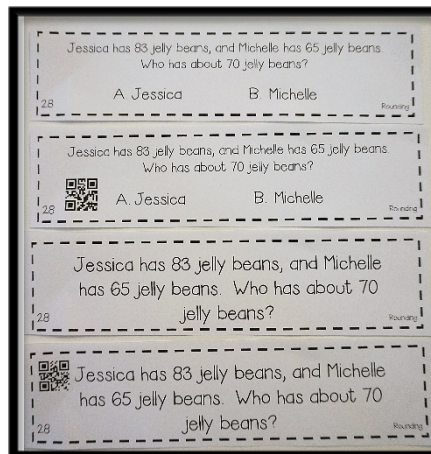 Jessica has 83 jelly beans, and Michelle has 65 jelly beans.
Who has about 70 jelly beans?
A. Jessica B. Michelle
28 Rounding
Jessica has 83 jelly beans, and Michelle has 65 jelly beans.
Who has about 70 jelly beans?
A. Jessica B. Michelle
28 Rounding
Jessica has 83 jelly beans, and Michelle
has 65 jelly beans. Who has about 70
jelly beans?
28 Rounding
Jessica has 83 jelly beans, and Michelle
has 65 jelly beans. Who has about 70
jelly beans?
28 Rounding